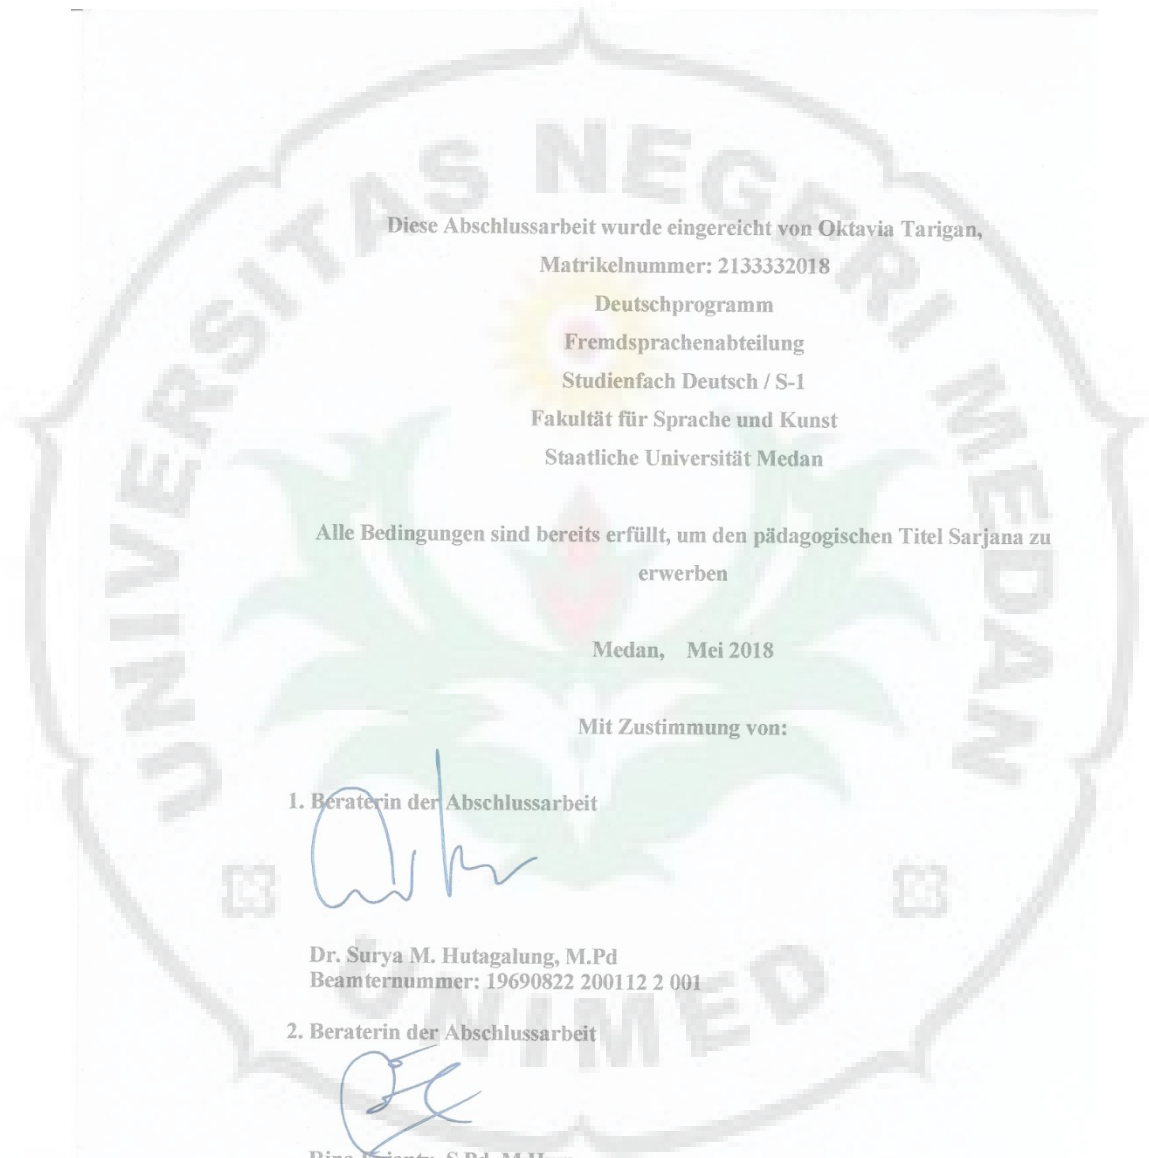 UNIVERSITAS NEGERI MEDAN
Diese Abschlussarbeit wurde eingereicht von Oktavia Tarigan,
Matrikelnummer: 2133332018
Deutschprogramm
Fremdsprachenabteilung
Studienfach Deutsch / S-1
Fakultät für Sprache und Kunst
Staatliche Universität Medan
Alle Bedingungen sind bereits erfüllt, um den pädagogischen Titel Sarjana zu
erwerben
Medan, Mei 2018
Mit Zustimmung von:
1. Beraterin der Abschlussarbeit
Dr. Surya M. Hutagalung, M.Pd
Beamternummer: 19690822 200112 2 001
2. Beraterin der Abschlussarbeit
UNIMED
S.Pd, M.Hum